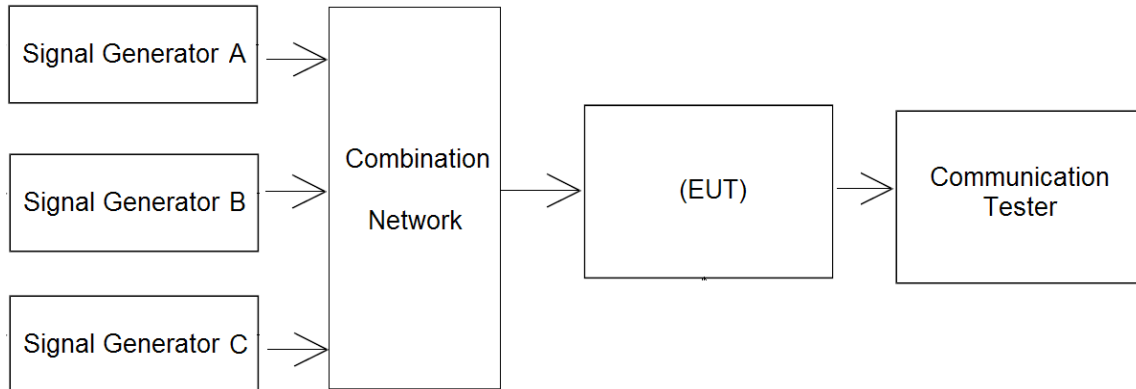 Signal Generator A
Signal Generator B
Signal Generator C
Combination
Network
(EUT)
Communication
Tester